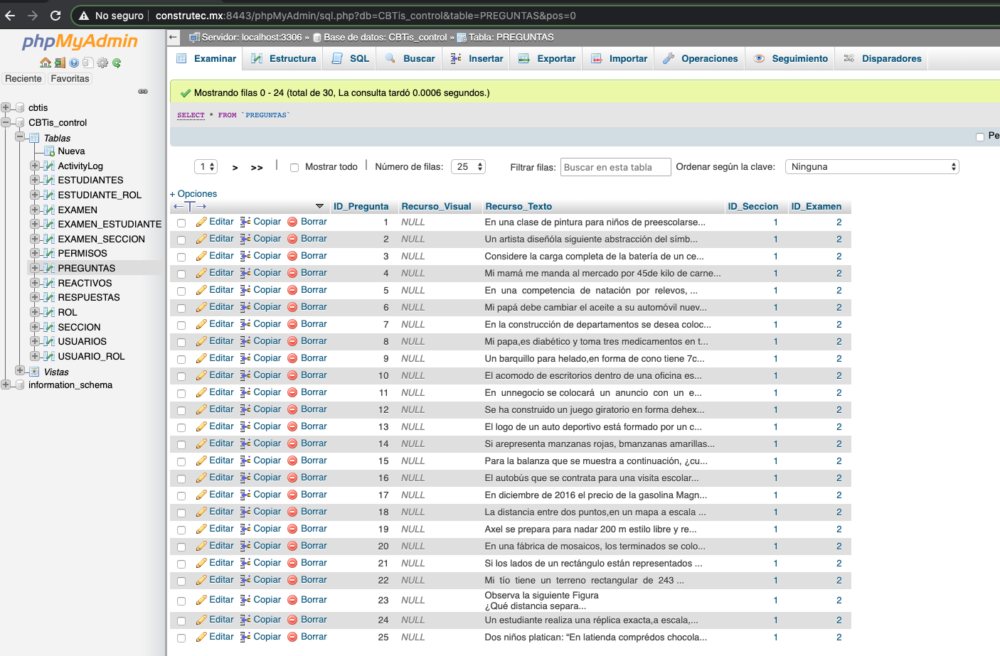 No seguro construtec.mx:8443/phpMyAdmin/sql.php?db=CBTis_control&table=PREGUNTAS&pos=0
phpMyAdmin
Reciente Favoritas
cbtis
CBTis_control
Tablas
Nueva
ActivityLog
ESTUDIANTES
ESTUDIANTE_ROL
EXAMEN
EXAMEN_ESTUDIANTE
EXAMEN_SECCION
PERMISOS
PREGUNTAS
REACTIVOS
RESPUESTAS
ROL
SECCION
USUARIOS
USUARIO_ROL
Vistas
information_schema
Servidor: localhost:3306 » Base de datos: CBTis_control » Tabla: PREGUNTAS
Examinar Estructura SQL Buscar Insertar Exportar Importar Operaciones Seguimiento Disparadores
Mostrando filas 0 - 24 (total de 30, La consulta tardó 0.0006 segundos.)
SELECT * FROM `PREGUNTAS`
Pe
1 > >> | Mostrar todo | Número de filas: 25 Filtrar filas: Buscar en esta tabla Ordenar según la clave: Ninguna
+ Opciones
←T→ ID_Pregunta Recurso_Visual Recurso_Texto ID_Seccion ID_Examen
Editar Copiar Borrar 1 NULL En una clase de pintura para niños de preescolarse... 1 2
Editar Copiar Borrar 2 NULL Un artista diseñóla siguiente abstracción del símb... 1 2
Editar Copiar Borrar 3 NULL Considere la carga completa de la batería de un ce... 1 2
Editar Copiar Borrar 4 NULL Mi mamá me manda al mercado por 45de kilo de carne... 1 2
Editar Copiar Borrar 5 NULL En una competencia de natación por relevos, ... 1 2
Editar Copiar Borrar 6 NULL Mi papá debe cambiar el aceite a su automóvil nuev... 1 2
Editar Copiar Borrar 7 NULL En la construcción de departamentos se desea coloc... 1 2
Editar Copiar Borrar 8 NULL Mi papa,es diabético y toma tres medicamentos en t... 1 2
Editar Copiar Borrar 9 NULL Un barquillo para helado,en forma de cono tiene 7c... 1 2
Editar Copiar Borrar 10 NULL El acomodo de escritorios dentro de una oficina es... 1 2
Editar Copiar Borrar 11 NULL En unnegocio se colocará un anuncio con un e... 1 2
Editar Copiar Borrar 12 NULL Se ha construido un juego giratorio en forma dehex... 1 2
Editar Copiar Borrar 13 NULL El logo de un auto deportivo está formado por un c... 1 2
Editar Copiar Borrar 14 NULL Si arepresenta manzanas rojas, bmanzanas amarillas... 1 2
Editar Copiar Borrar 15 NULL Para la balanza que se muestra a continuación, ¿cu... 1 2
Editar Copiar Borrar 16 NULL El autobús que se contrata para una visita escolar... 1 2
Editar Copiar Borrar 17 NULL En diciembre de 2016 el precio de la gasolina Magn... 1 2
Editar Copiar Borrar 18 NULL La distancia entre dos puntos,en un mapa a escala ... 1 2
Editar Copiar Borrar 19 NULL Axel se prepara para nadar 200 m estilo libre y re... 1 2
Editar Copiar Borrar 20 NULL En una fábrica de mosaicos, los terminados se colo... 1 2
Editar Copiar Borrar 21 NULL Si los lados de un rectángulo están representados ... 1 2
Editar Copiar Borrar 22 NULL Mi tío tiene un terreno rectangular de 243 ... 1 2
Editar Copiar Borrar 23 NULL Observa la siguiente Figura
¿Qué distancia separa... 1 2
Editar Copiar Borrar 24 NULL Un estudiante realiza una réplica exacta,a escala,... 1 2
Editar Copiar Borrar 25 NULL Dos niños platican: “En latienda comprédos chocola... 1 2